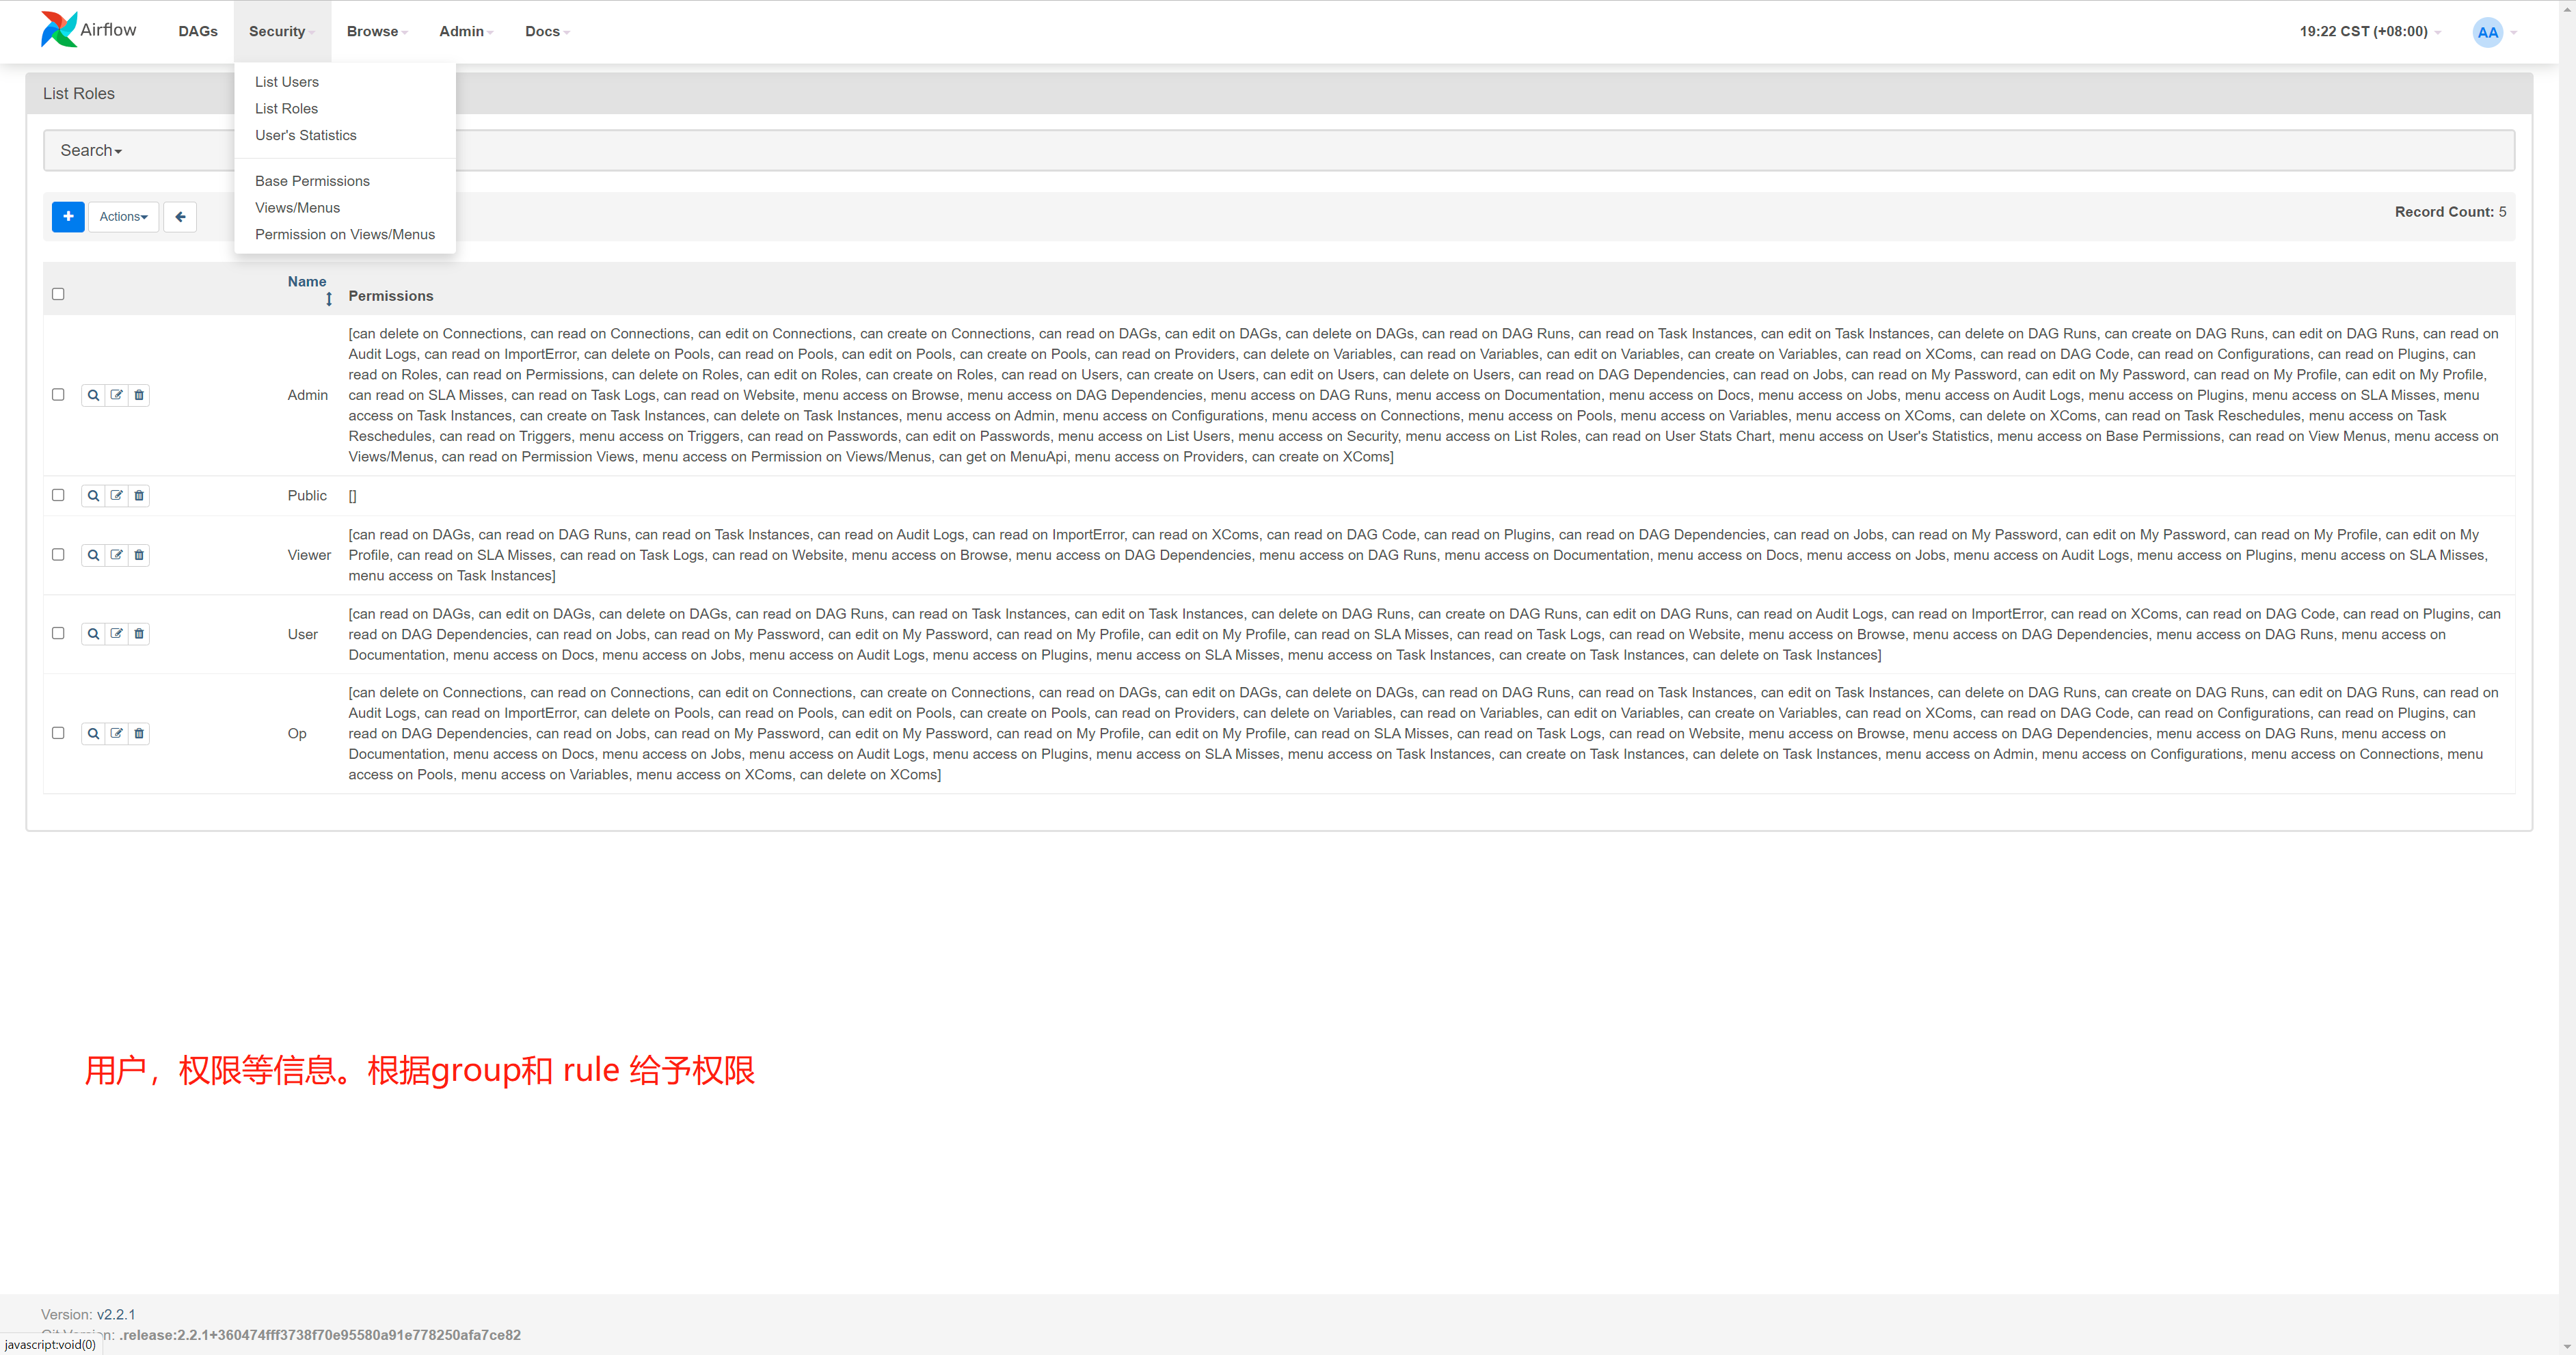 Airflow
DAGs
Security
Browse
Admin
Docs
19:22 CST (+08:00)
AA
List Users
List Roles
User's Statistics
Base Permissions
Views/Menus
Permission on Views/Menus
List Roles
Search
Actions
Record Count: 5
Name
Permissions
Admin
[can delete on Connections, can read on Connections, can edit on Connections, can create on Connections, can read on DAGs, can edit on DAGs, can delete on DAGs, can read on DAG Runs, can read on Task Instances, can edit on Task Instances, can delete on DAG Runs, can create on DAG Runs, can edit on DAG Runs, can read on
Audit Logs, can read on ImportError, can delete on Pools, can read on Pools, can edit on Pools, can create on Pools, can read on Providers, can delete on Variables, can read on Variables, can edit on Variables, can create on Variables, can read on XComs, can read on DAG Code, can read on Configurations, can read on Plugins, can
read on Roles, can read on Permissions, can delete on Roles, can edit on Roles, can create on Roles, can read on Users, can create on Users, can edit on Users, can delete on Users, can read on DAG Dependencies, can read on Jobs, can read on My Password, can edit on My Password, can read on My Profile, can edit on My Profile,
can read on SLA Misses, can read on Task Logs, can read on Website, menu access on Browse, menu access on DAG Dependencies, menu access on DAG Runs, menu access on Documentation, menu access on Docs, menu access on Jobs, menu access on Audit Logs, menu access on Plugins, menu access on SLA Misses, menu
access on Task Instances, can create on Task Instances, can delete on Task Instances, menu access on Admin, menu access on Configurations, menu access on Connections, menu access on Pools, menu access on Variables, menu access on XComs, can delete on XComs, can read on Task Reschedules, menu access on Task
Reschedules, can read on Triggers, menu access on Triggers, can read on Passwords, can edit on Passwords, menu access on List Users, menu access on Security, menu access on List Roles, can read on User Stats Chart, menu access on User's Statistics, menu access on Base Permissions, can read on View Menus, menu access on
Views/Menus, can read on Permission Views, menu access on Permission on Views/Menus, can get on MenuApi, menu access on Providers, can create on XComs]
Public
[]
Viewer
[can read on DAGs, can read on DAG Runs, can read on Task Instances, can read on Audit Logs, can read on ImportError, can read on XComs, can read on DAG Code, can read on Plugins, can read on DAG Dependencies, can read on Jobs, can read on My Password, can edit on My Password, can read on My Profile, can edit on My
Profile, can read on SLA Misses, can read on Task Logs, can read on Website, menu access on Browse, menu access on DAG Dependencies, menu access on DAG Runs, menu access on Documentation, menu access on Docs, menu access on Jobs, menu access on Audit Logs, menu access on Plugins, menu access on SLA Misses,
menu access on Task Instances]
User
[can read on DAGs, can edit on DAGs, can delete on DAGs, can read on DAG Runs, can read on Task Instances, can edit on Task Instances, can delete on DAG Runs, can create on DAG Runs, can edit on DAG Runs, can read on Audit Logs, can read on ImportError, can read on XComs, can read on DAG Code, can read on Plugins, can
read on DAG Dependencies, can read on Jobs, can read on My Password, can edit on My Password, can read on My Profile, can edit on My Profile, can read on SLA Misses, can read on Task Logs, can read on Website, menu access on Browse, menu access on DAG Dependencies, menu access on DAG Runs, menu access on
Documentation, menu access on Docs, menu access on Jobs, menu access on Audit Logs, menu access on Plugins, menu access on SLA Misses, menu access on Task Instances, can create on Task Instances, can delete on Task Instances]
Op
[can delete on Connections, can read on Connections, can edit on Connections, can create on Connections, can read on DAGs, can edit on DAGs, can delete on DAGs, can read on DAG Runs, can read on Task Instances, can edit on Task Instances, can delete on DAG Runs, can create on DAG Runs, can edit on DAG Runs, can read on
Audit Logs, can read on ImportError, can delete on Pools, can read on Pools, can edit on Pools, can create on Pools, can read on Providers, can delete on Variables, can read on Variables, can edit on Variables, can create on Variables, can read on XComs, can read on DAG Code, can read on Configurations, can read on Plugins, can
read on DAG Dependencies, can read on Jobs, can read on My Password, can edit on My Password, can read on My Profile, can edit on My Profile, can read on SLA Misses, can read on Task Logs, can read on Website, menu access on Browse, menu access on DAG Dependencies, menu access on DAG Runs, menu access on
Documentation, menu access on Docs, menu access on Jobs, menu access on Audit Logs, menu access on Plugins, menu access on SLA Misses, menu access on Task Instances, can create on Task Instances, can delete on Task Instances, menu access on Admin, menu access on Configurations, menu access on Connections, menu
access on Pools, menu access on Variables, menu access on XComs, can delete on XComs]
用户，权限等信息。根据group和 rule 给予权限
Version: v2.2.1
.release:2.2.1+360474fff3738f70e95580a91e778250afa7ce82
javascript:void(0)